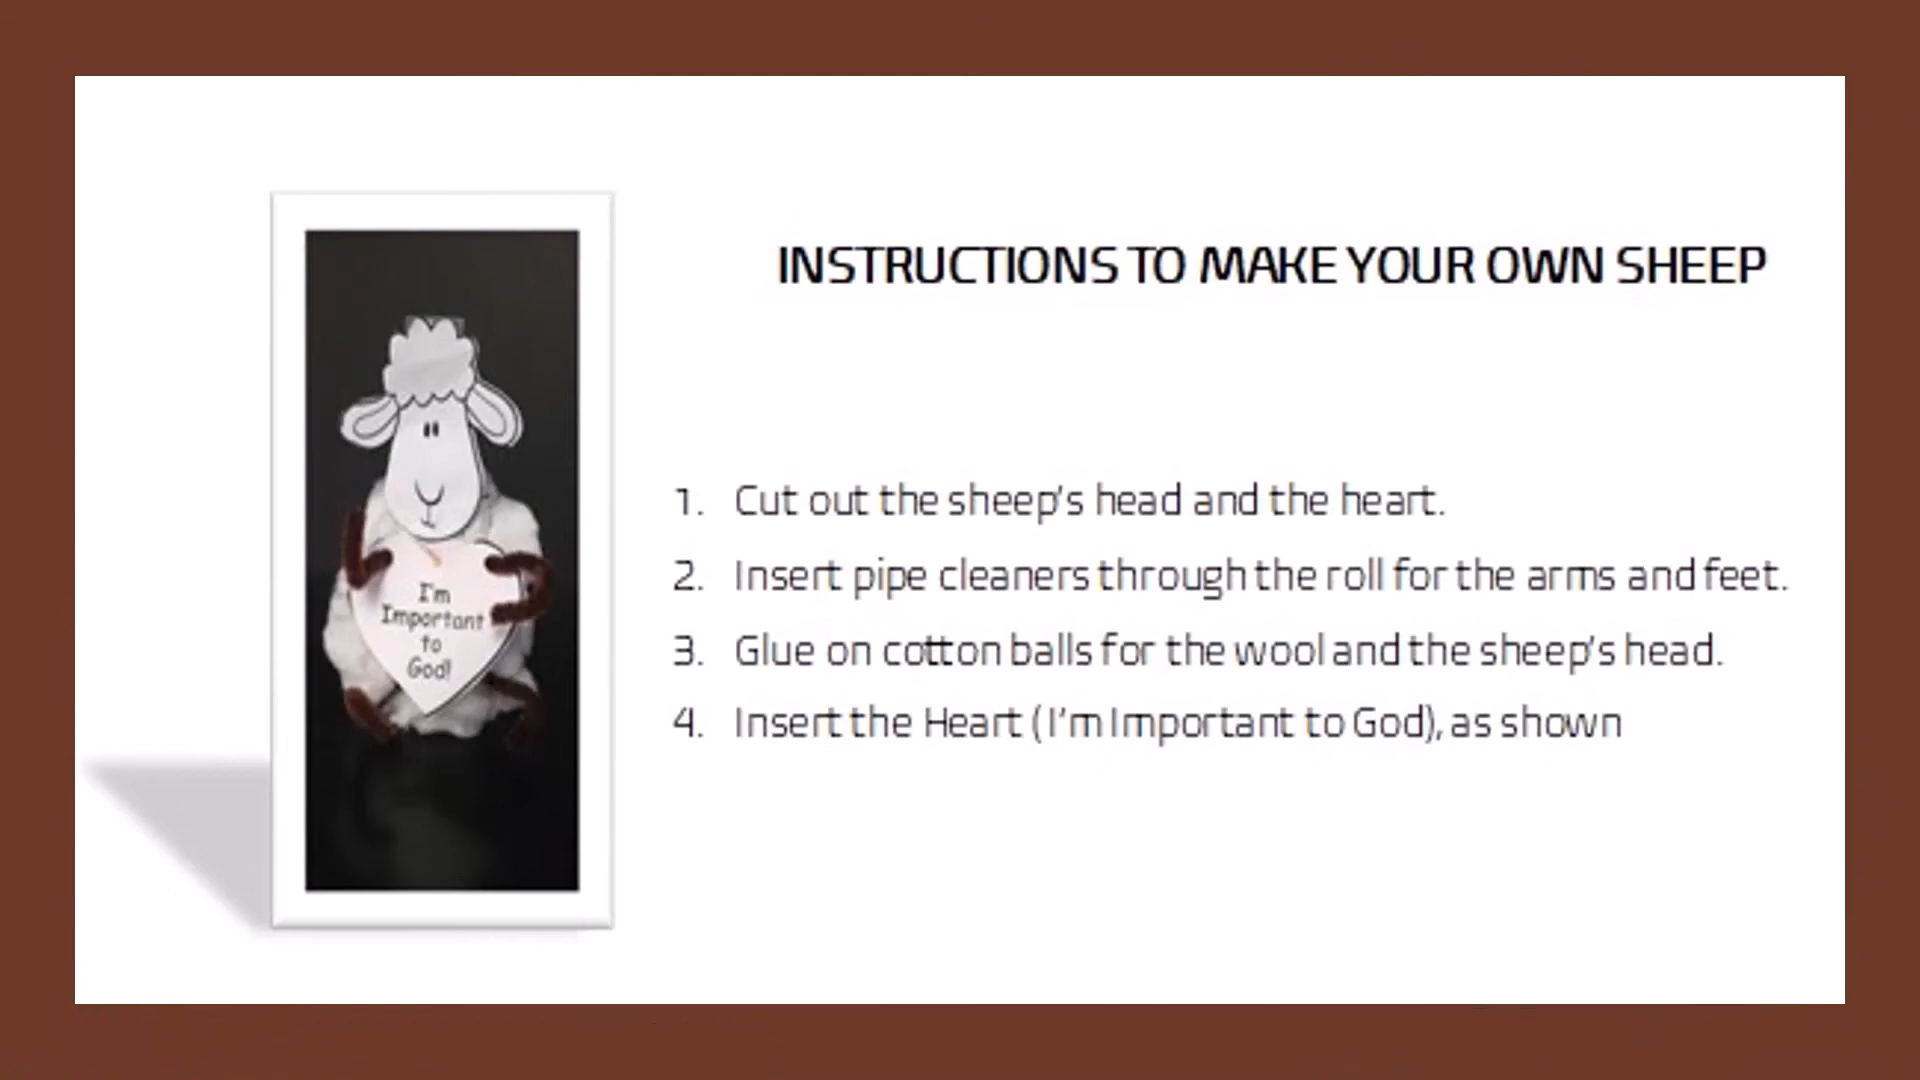 INSTRUCTIONS TO MAKE YOUR OWN SHEEP
1. Cut out the sheep's head and the heart.
2. Insert pipe cleaners through the roll for the arms and feet.
3. Glue on cotton balls for the wool and the sheep's head.
4. Insert the Heart (I'm Important to God), as shown
I'm
Important
to
God!